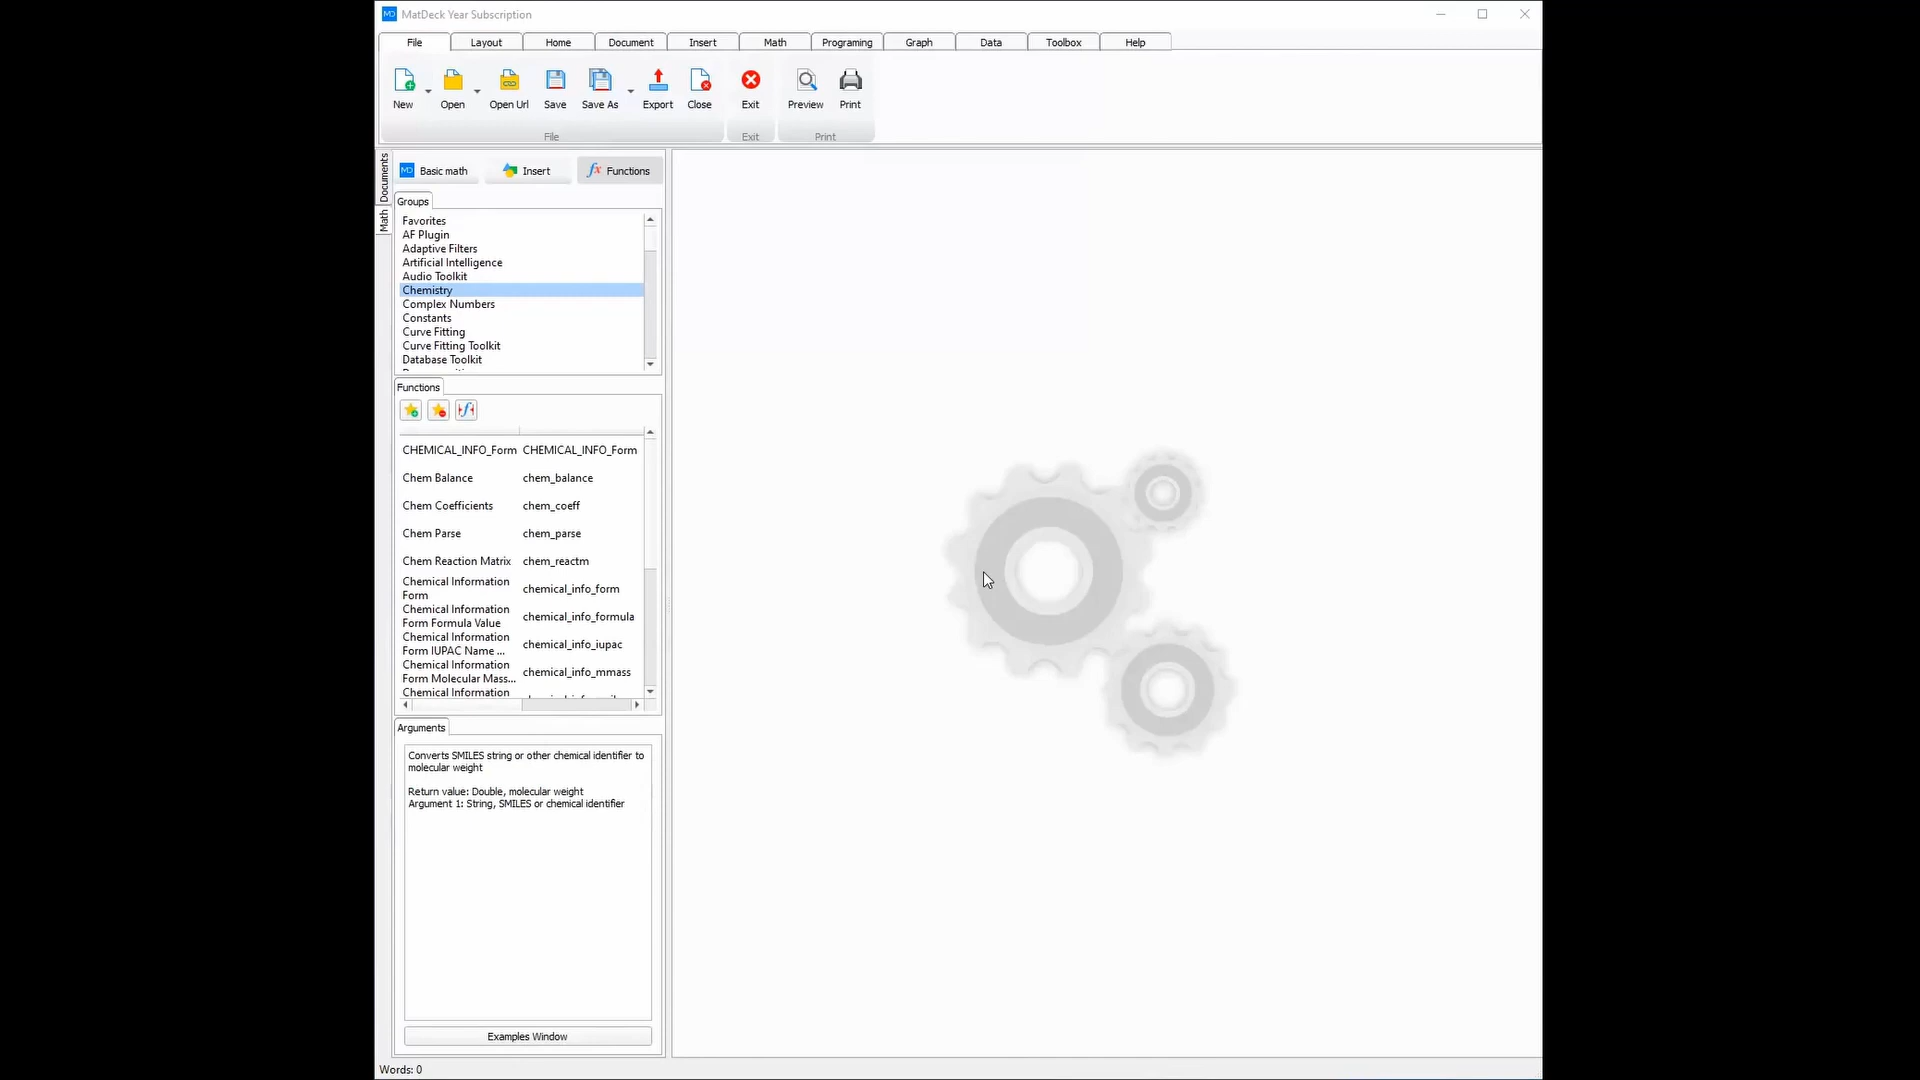 MD MatDeck Year Subscription
File Layout Home Document Insert Math Programing Graph Data Toolbox Help
New Open Open Url Save Save As Export Close Exit Preview Print
File Exit Print
Documents
Math
MD Basic math Insert fx Functions
Groups
Favorites
AF Plugin
Adaptive Filters
Artificial Intelligence
Audio Toolkit
Chemistry
Complex Numbers
Constants
Curve Fitting
Curve Fitting Toolkit
Database Toolkit
Functions
CHEMICAL_INFO_Form CHEMICAL_INFO_Form
Chem Balance chem_balance
Chem Coefficients chem_coeff
Chem Parse chem_parse
Chem Reaction Matrix chem_reactm
Chemical Information
Form chemical_info_form
Chemical Information
Form Formula Value chemical_info_formula
Chemical Information
Form IUPAC Name ... chemical_info_iupac
Chemical Information
Form Molecular Mass... chemical_info_mmass
Chemical Information
Arguments
Converts SMILES string or other chemical identifier to
molecular weight
Return value: Double, molecular weight
Argument 1: String, SMILES or chemical identifier
Examples Window
Words: 0